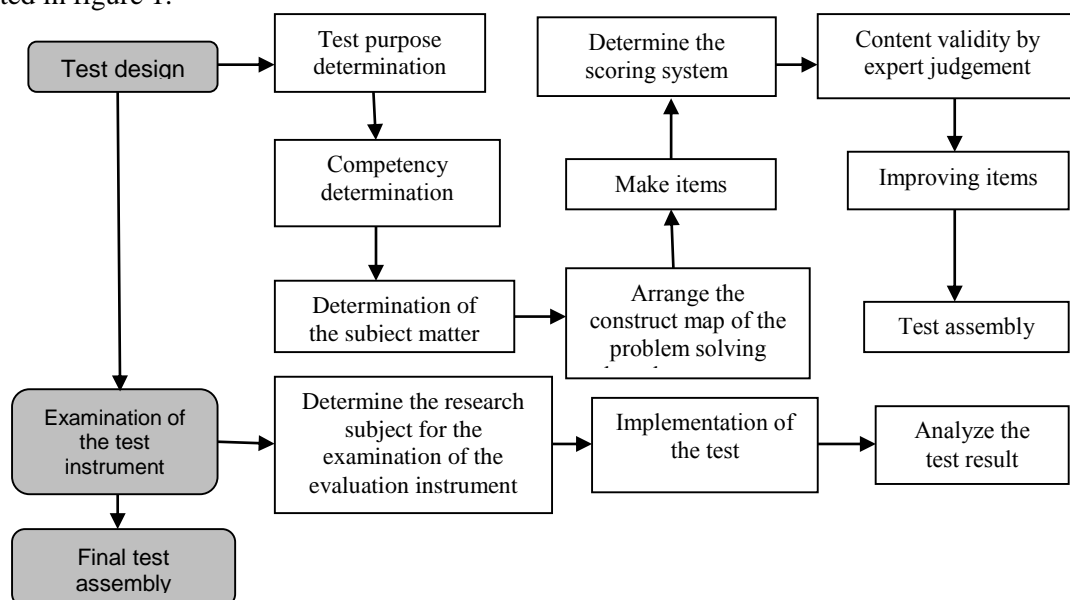 ted in figure 1.
Test design
Test purpose
determination
Competency
determination
Determination of
the subject matter
Arrange the
construct map of the
problem solving
Make items
Determine the
scoring system
Content validity by
expert judgement
Improving items
Test assembly
Examination of
the test
instrument
Determine the research
subject for the
examination of the
evaluation instrument
Implementation of
the test
Analyze the
test result
Final test
assembly